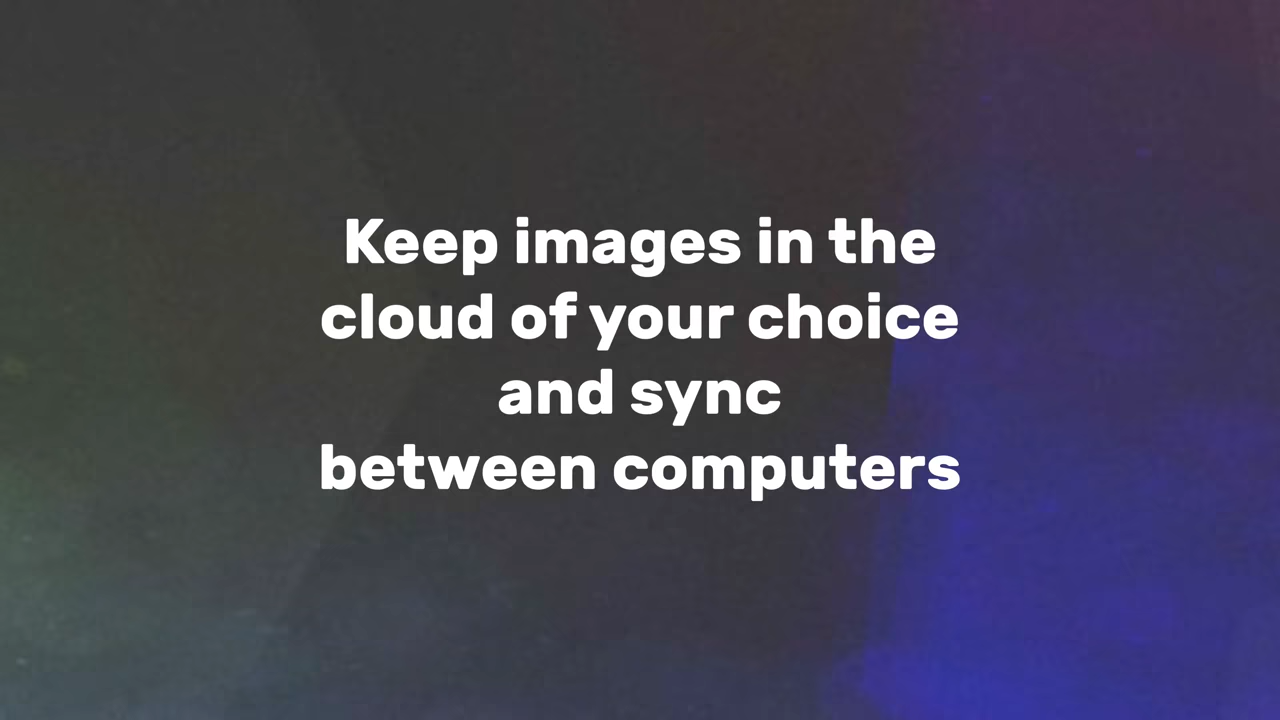 Keep images in the
cloud of your choice
and sync
between computers